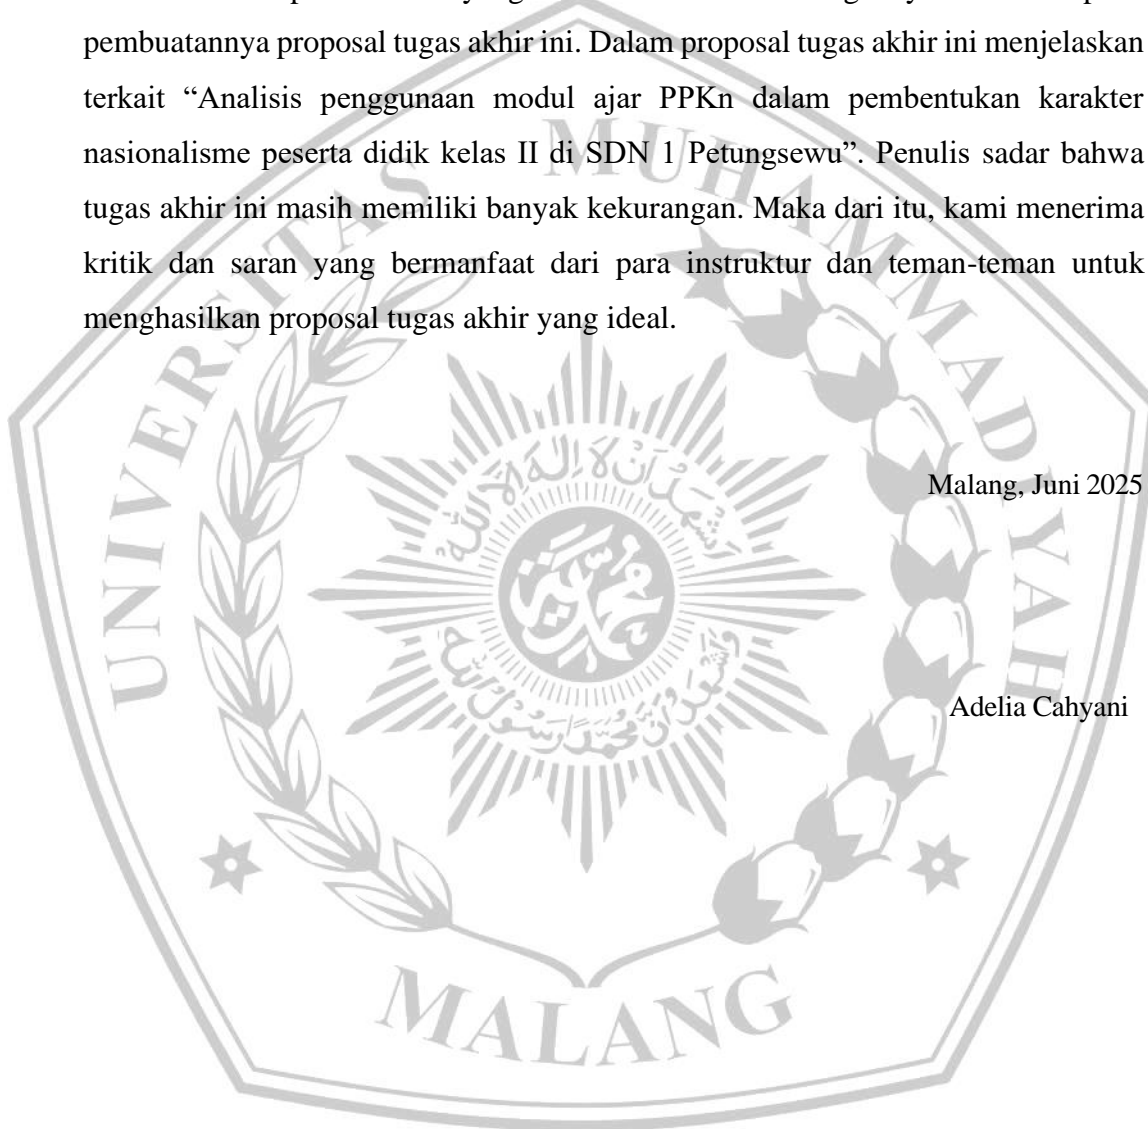 pembuatannya proposal tugas akhir ini. Dalam proposal tugas akhir ini menjelaskan
terkait “Analisis penggunaan modul ajar PPKn dalam pembentukan karakter
nasionalisme peserta didik kelas II di SDN 1 Petungsewu”. Penulis sadar bahwa
tugas akhir ini masih memiliki banyak kekurangan. Maka dari itu, kami menerima
kritik dan saran yang bermanfaat dari para instruktur dan teman-teman untuk
menghasilkan proposal tugas akhir yang ideal.
Malang, Juni 2025
Adelia Cahyani
UNIVERSITAS MUHAMMADIYAH
MALANG